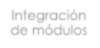 Integración
de módulos